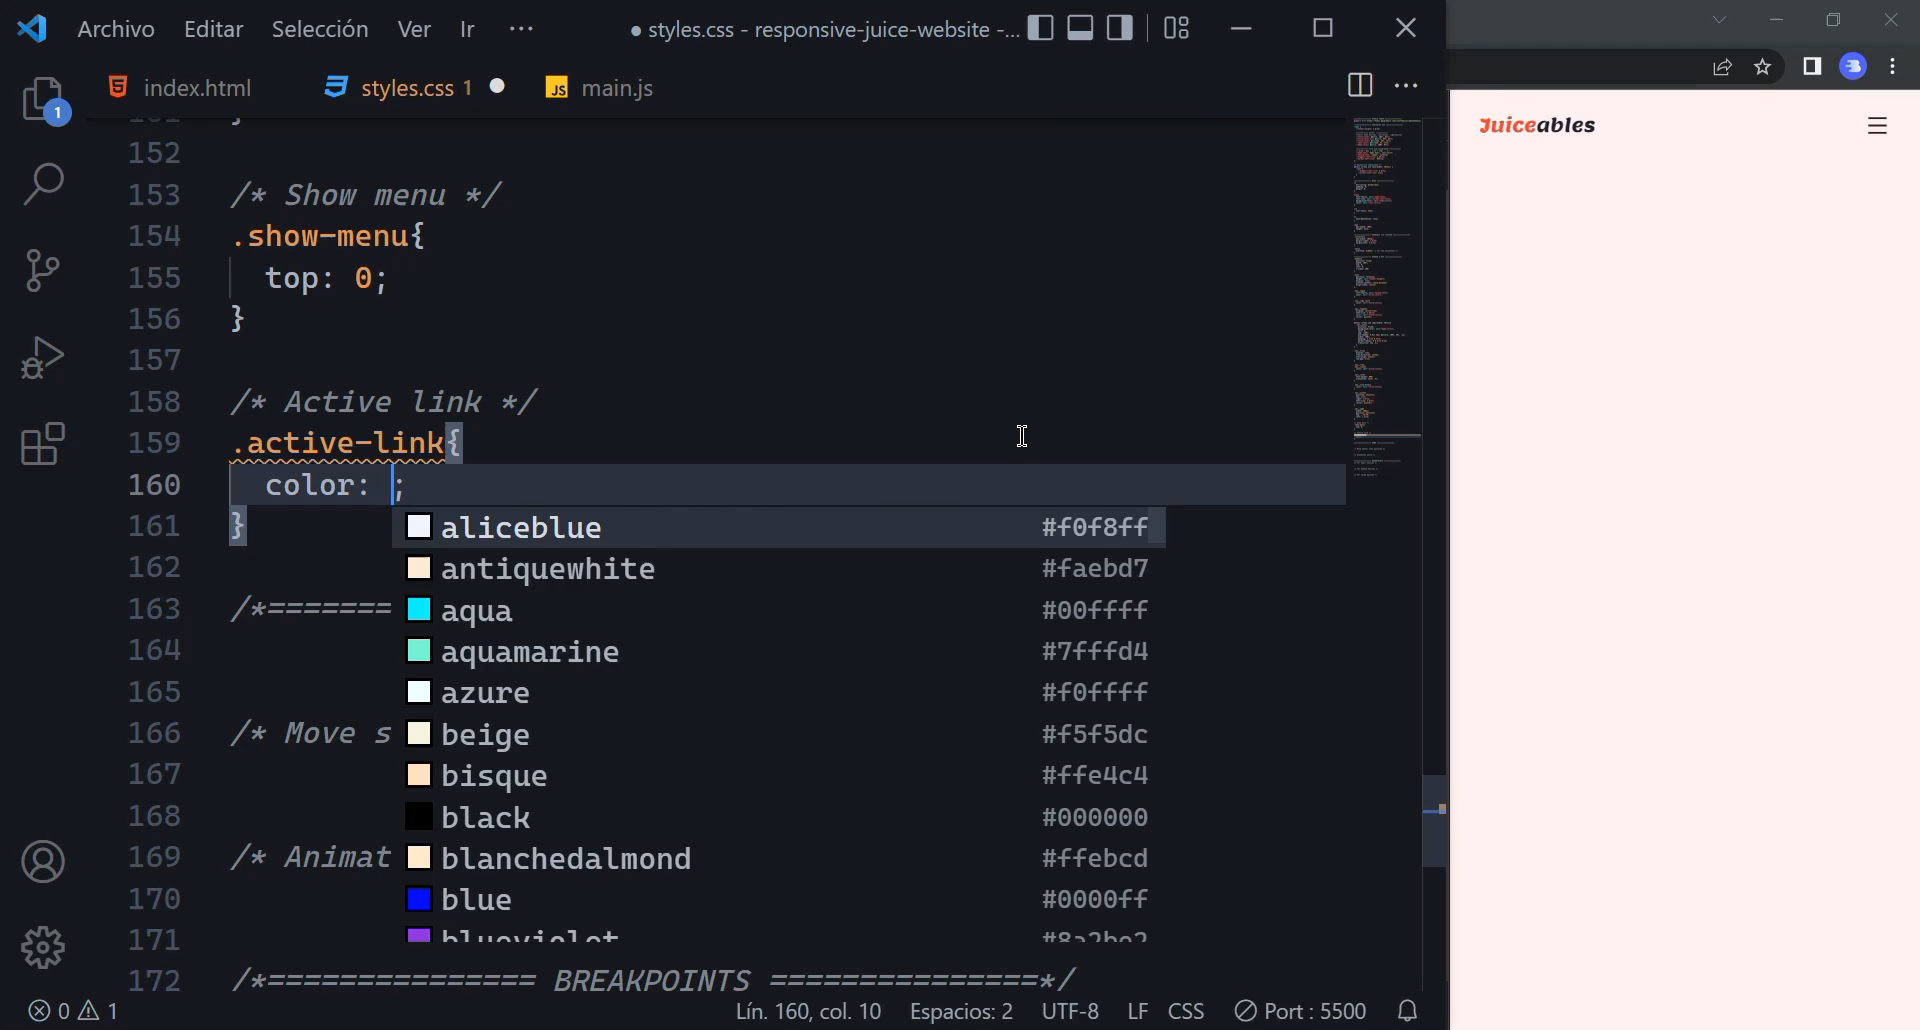 Archivo Editar Selección Ver Ir ··· ● styles.css - responsive-juice-website -...
index.html styles.css 1 ● JS main.js ···
1
Juiceables
152
153 /* Show menu */
154 .show-menu{
155 top: 0;
156 }
157
158 /* Active link */
159 .active-link{
160 color: ;
161 }
aliceblue #f0f8ff
162 antiquewhite #faebd7
163 /*======= aqua #00ffff
164 aquamarine #7fffd4
165 azure #f0ffff
166 /* Move s beige #f5f5dc
167 bisque #ffe4c4
168 black #000000
169 /* Animat blanchedalmond #ffebcd
170 blue #0000ff
171 blueviolet #8a2be2
172 /*=============== BREAKPOINTS ===============*/
0 1 Lín. 160, col. 10 Espacios: 2 UTF-8 LF CSS Port : 5500